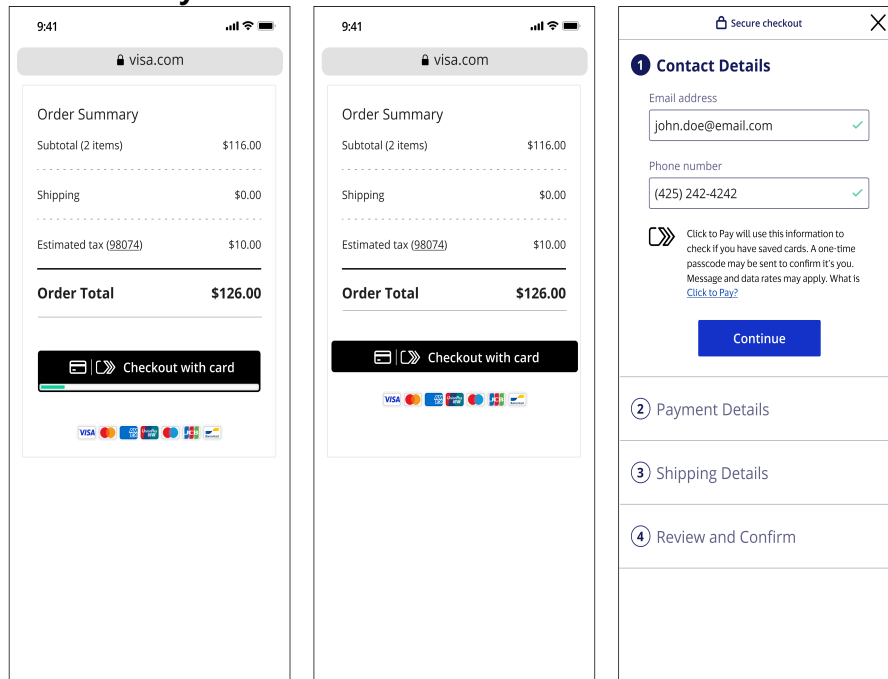 9:41
visa.com
Order Summary
Subtotal (2 items) $116.00
Shipping $0.00
Estimated tax (98074) $10.00
Order Total $126.00
Checkout with card
VISA
9:41
visa.com
Order Summary
Subtotal (2 items) $116.00
Shipping $0.00
Estimated tax (98074) $10.00
Order Total $126.00
Checkout with card
VISA
Secure checkout
1 Contact Details
Email address
john.doe@email.com
Phone number
(425) 242-4242
Click to Pay will use this information to
check if you have saved cards. A one-time
passcode may be sent to confirm it's you.
Message and data rates may apply. What is
Click to Pay?
Continue
2 Payment Details
3 Shipping Details
4 Review and Confirm